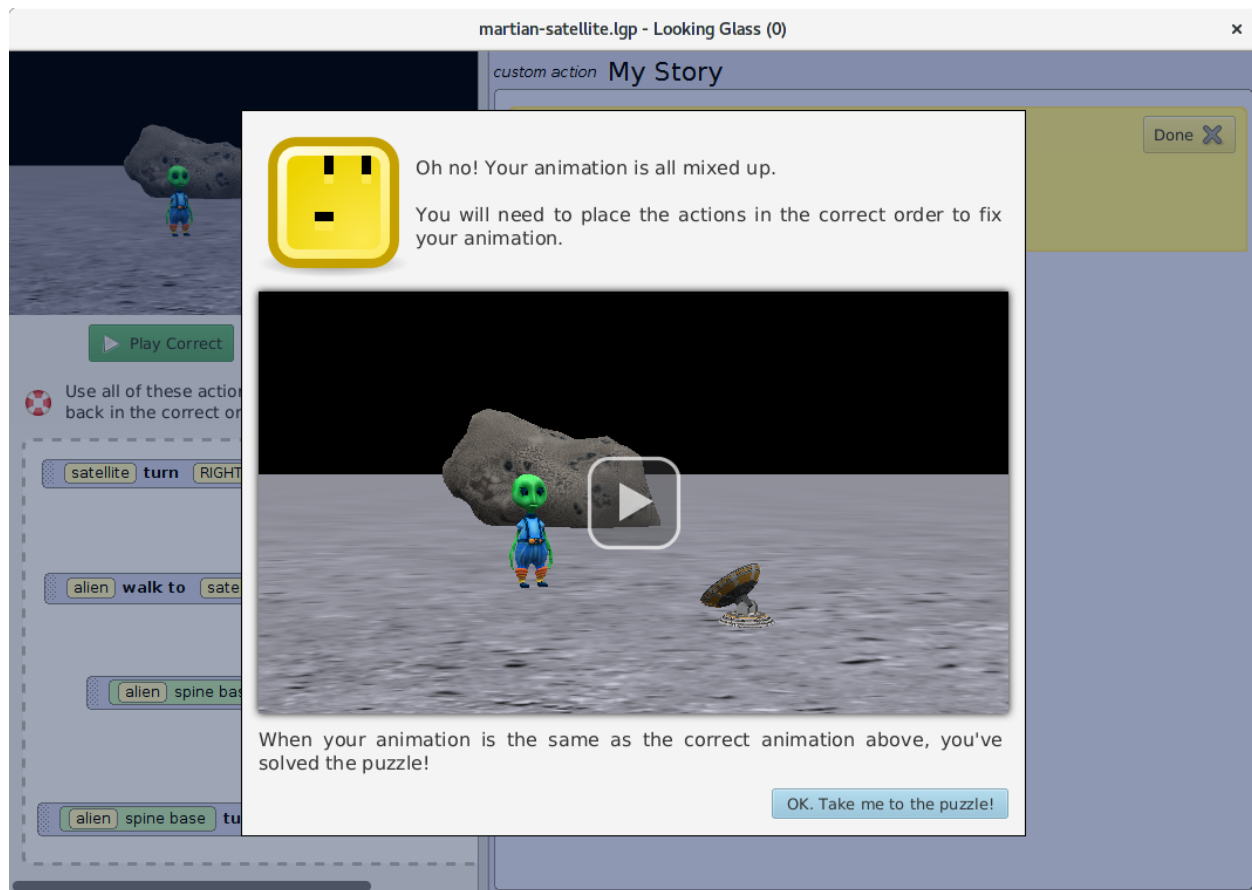 martian-satellite.lgp - Looking Glass (0)
custom action My Story
Done
Oh no! Your animation is all mixed up.
You will need to place the actions in the correct order to fix
your animation.
Play Correct
Use all of these action
back in the correct or
satellite turn RIGHT
alien walk to sate
alien spine bas
alien spine base tu
When your animation is the same as the correct animation above, you've
solved the puzzle!
OK. Take me to the puzzle!